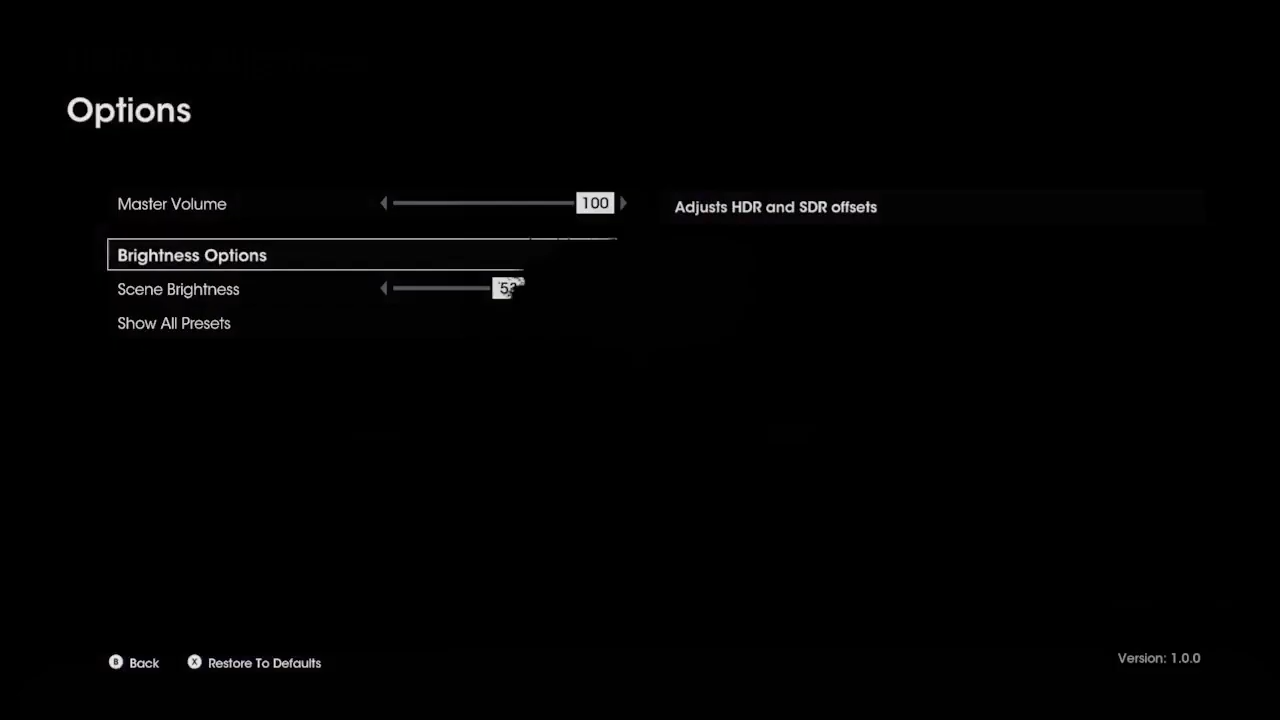 Options
Master Volume 100
Adjusts HDR and SDR offsets
Brightness Options
Scene Brightness
Show All Presets
B Back X Restore To Defaults
Version: 1.0.0